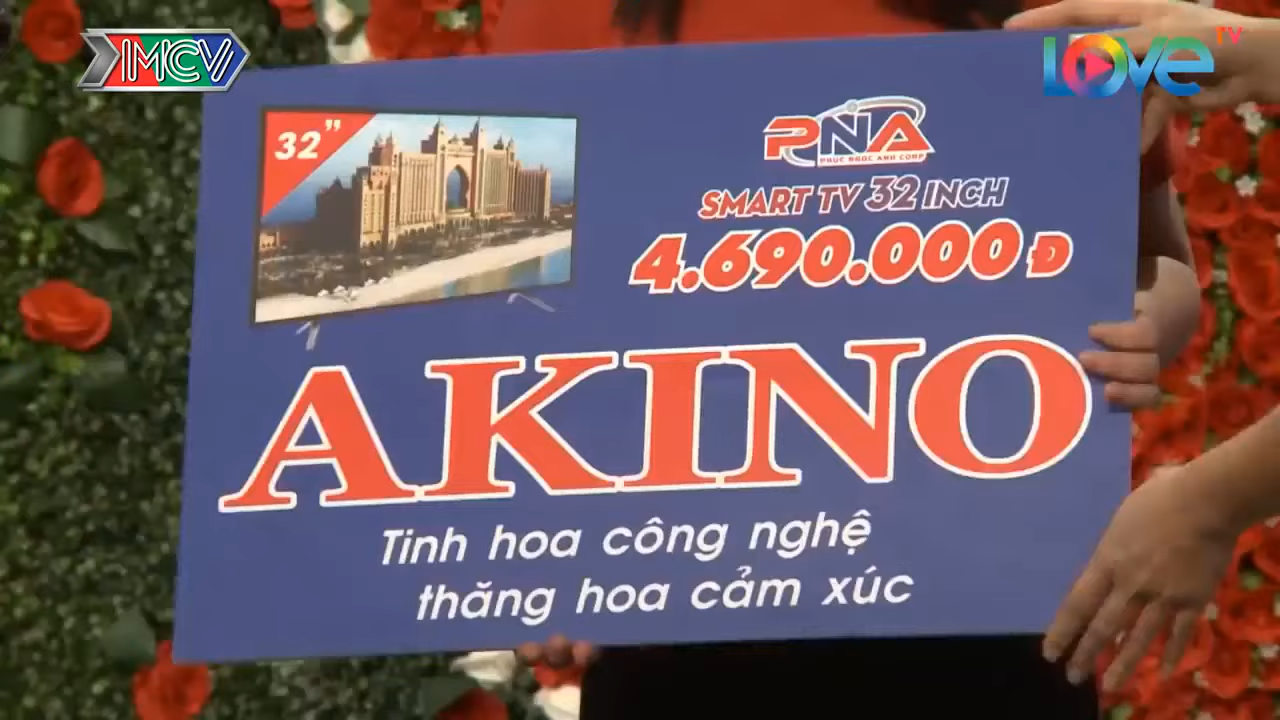 MCV
LOVE TV
32”
PNA
PHUC NGOC ANH CORP
SMART TV 32 INCH
4.690.000 Đ
AKINO
Tinh hoa công nghệ
thăng hoa cảm xúc